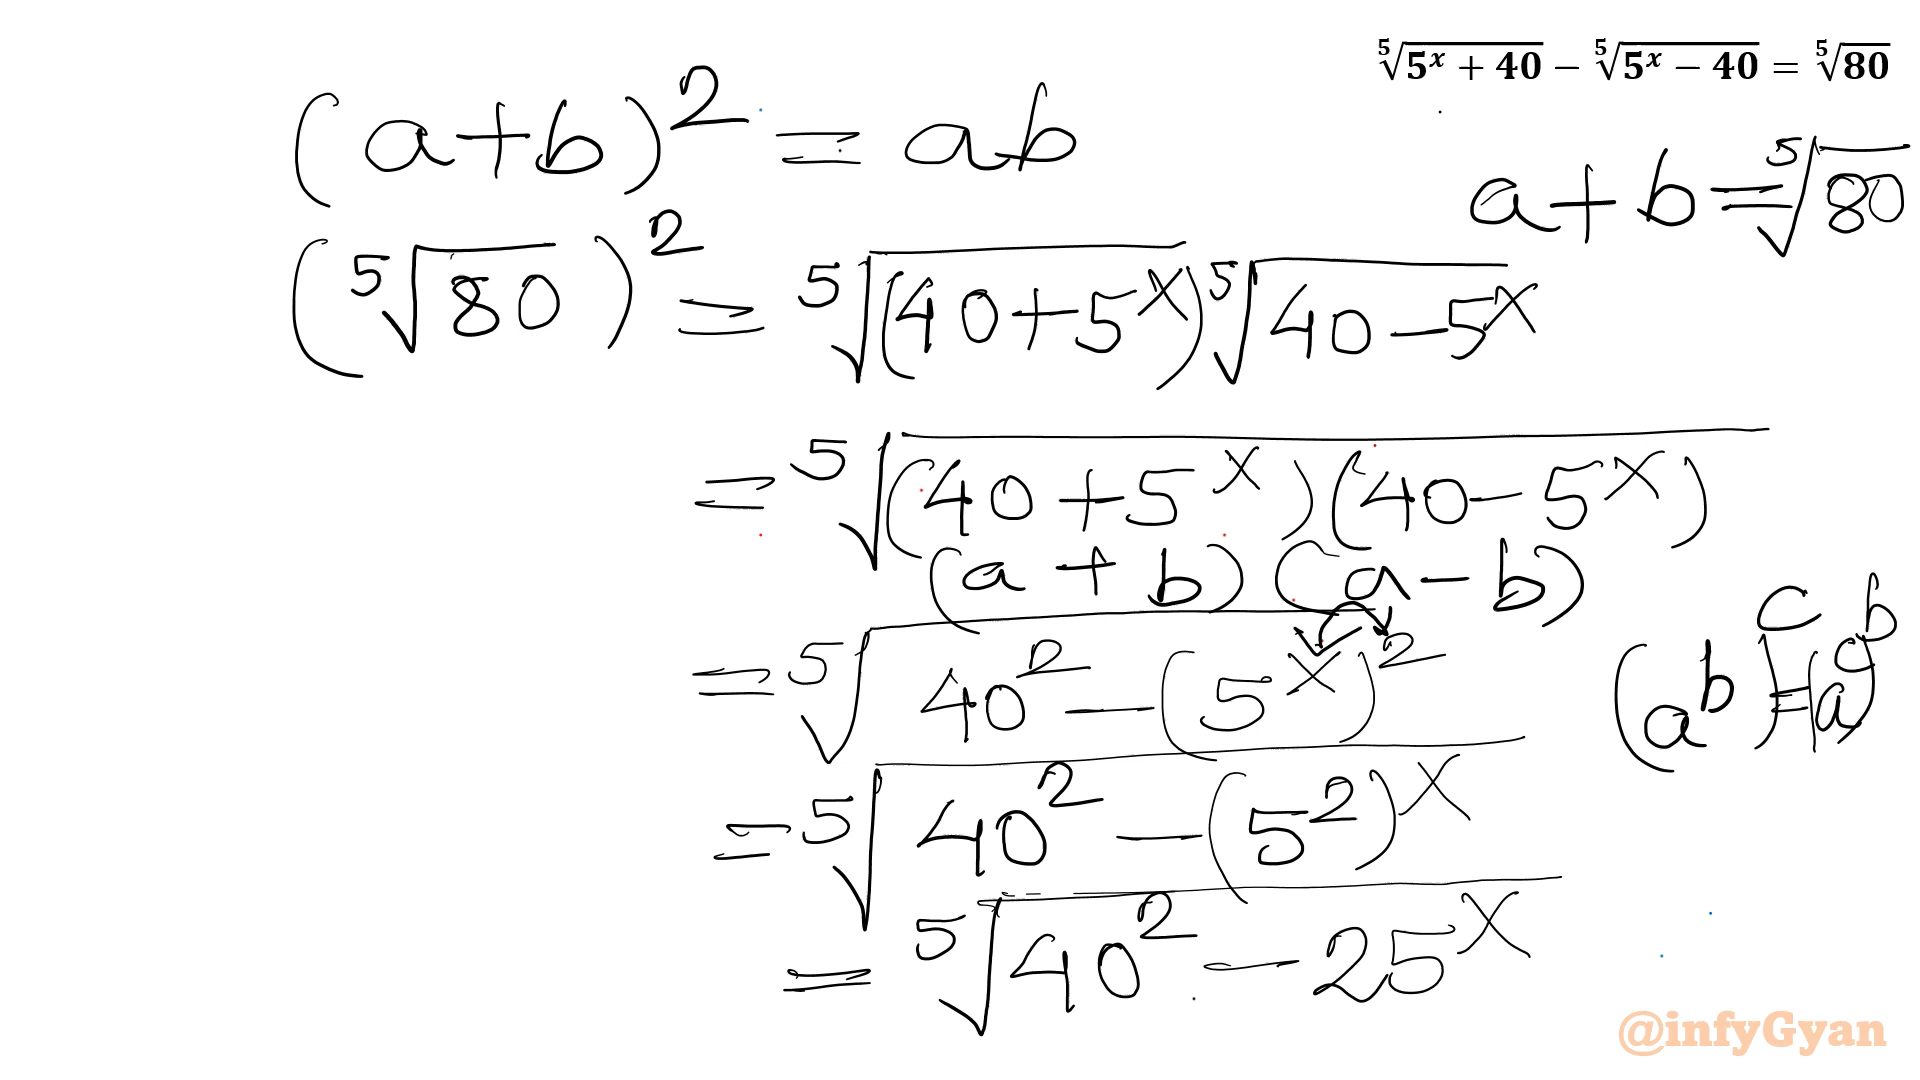 ⁵√(5ˣ + 40) − ⁵√(5ˣ − 40) = ⁵√80
(a+b)² = ab
a+b = ⁵√80
(⁵√80)² = ⁵√(40+5ˣ) ⁵√40−5ˣ
= ⁵√(40+5ˣ)(40−5ˣ)
(a+b)(a−b)
= ⁵√40²−(5ˣ)²
(aᵇ)ᶜ=(aᶜ)ᵇ
= ⁵√40²−(5²)ˣ
= ⁵√40²−25ˣ
@infyGyan